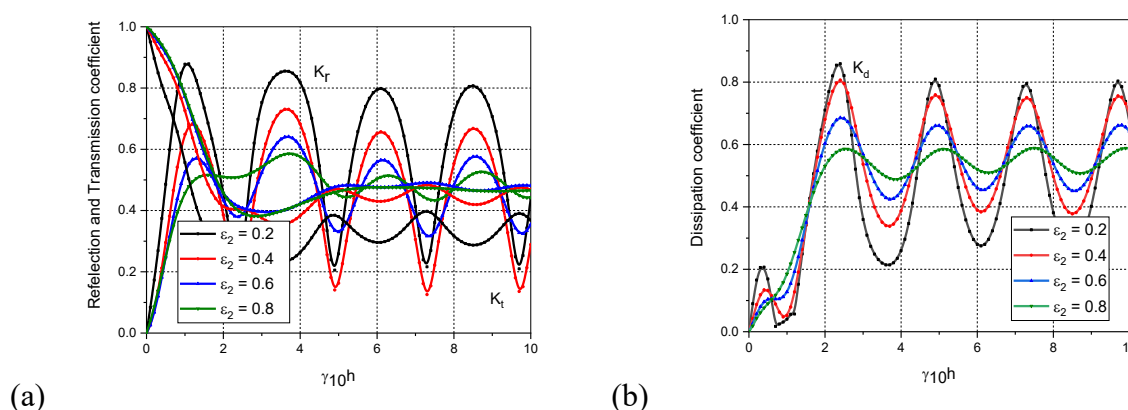 Refelection and Transmission coefficient
1.0
0.8
0.6
0.4
0.2
0.0
K_r
K_t
ε_2 = 0.2
ε_2 = 0.4
ε_2 = 0.6
ε_2 = 0.8
0 2 4 6 8 10
γ_10h
(a)
Dissipation coefficient
1.0
0.8
0.6
0.4
0.2
0.0
K_d
ε_2 = 0.2
ε_2 = 0.4
ε_2 = 0.6
ε_2 = 0.8
0 2 4 6 8 10
γ_10h
(b)